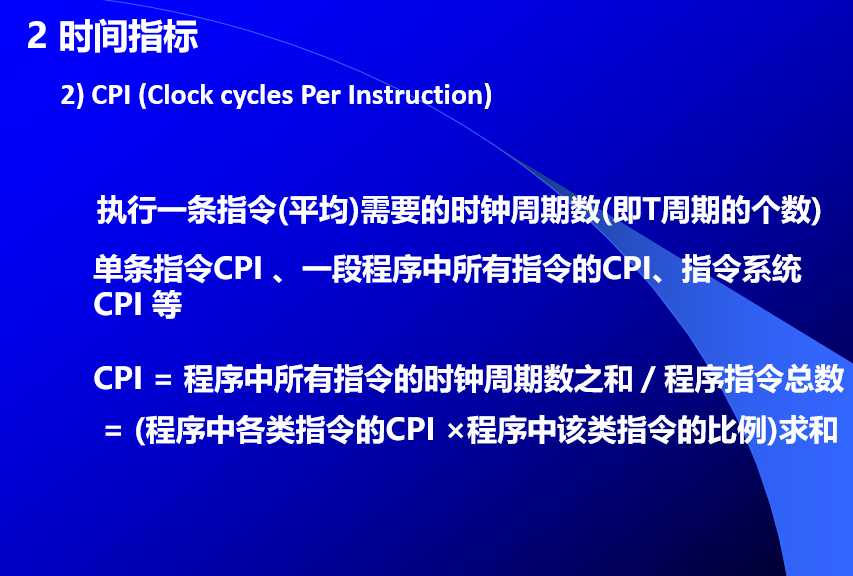 2 时间指标
2) CPI (Clock cycles Per Instruction)
执行一条指令(平均)需要的时钟周期数(即T周期的个数)
单条指令CPI 、一段程序中所有指令的CPI、指令系统
CPI 等
CPI = 程序中所有指令的时钟周期数之和 / 程序指令总数
= (程序中各类指令的CPI ×程序中该类指令的比例)求和